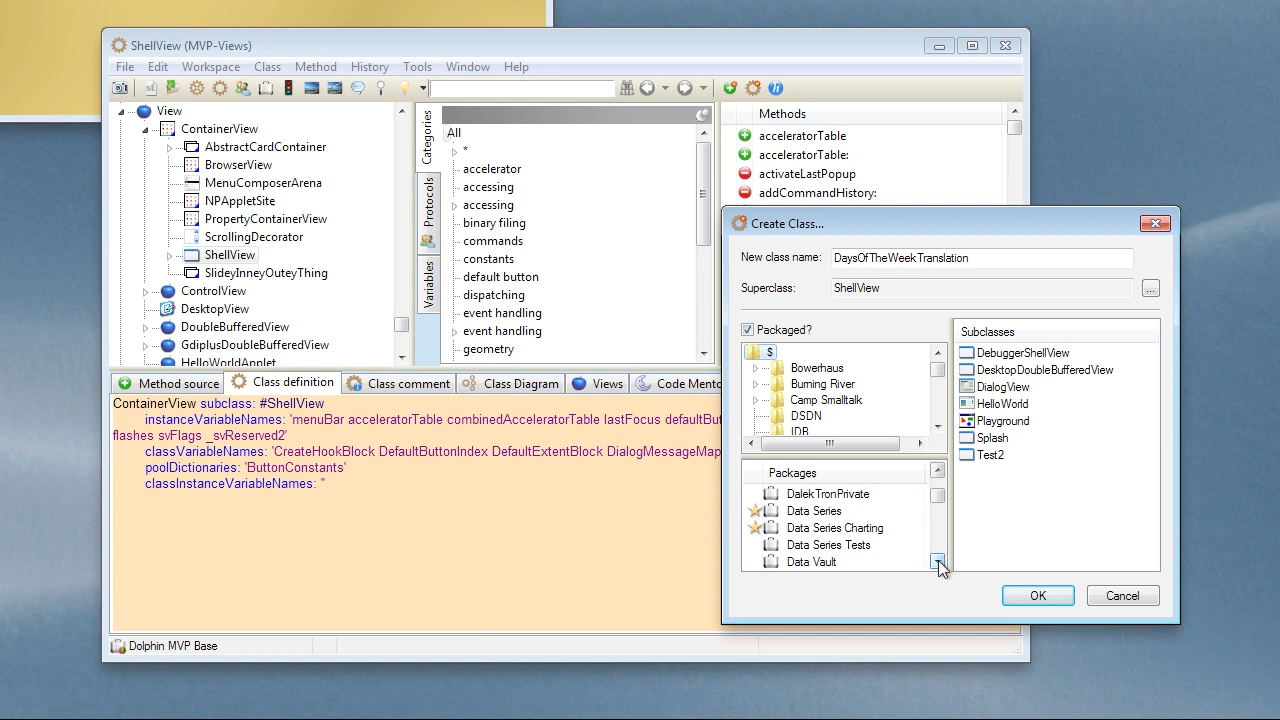 ShellView (MVP-Views)
File Edit Workspace Class Method History Tools Window Help
View
ContainerView
AbstractCardContainer
BrowserView
MenuComposerArena
NPAppletSite
PropertyContainerView
ScrollingDecorator
ShellView
SlideyInneyOuteyThing
ControlView
DesktopView
DoubleBufferedView
GdiplusDoubleBufferedView
HelloWorldApplet
Categories
Protocols
Variables
All
*
accelerator
accessing
accessing
binary filing
commands
constants
default button
dispatching
event handling
event handling
geometry
Methods
acceleratorTable
acceleratorTable:
activateLastPopup
addCommandHistory:
Method source Class definition Class comment Class Diagram Views Code Mento
ContainerView subclass: #ShellView
instanceVariableNames: 'menuBar acceleratorTable combinedAcceleratorTable lastFocus defaultBut
flashes svFlags _svReserved2'
classVariableNames: 'CreateHookBlock DefaultButtonIndex DefaultExtentBlock DialogMessageMap
poolDictionaries: 'ButtonConstants'
classInstanceVariableNames: ''
Dolphin MVP Base
Create Class...
New class name: DaysOfTheWeekTranslation
Superclass: ShellView ...
Packaged?
$
Bowerhaus
Burning River
Camp Smalltalk
DSDN
IDB
Packages
DalekTronPrivate
Data Series
Data Series Charting
Data Series Tests
Data Vault
Subclasses
DebuggerShellView
DesktopDoubleBufferedView
DialogView
HelloWorld
Playground
Splash
Test2
OK Cancel